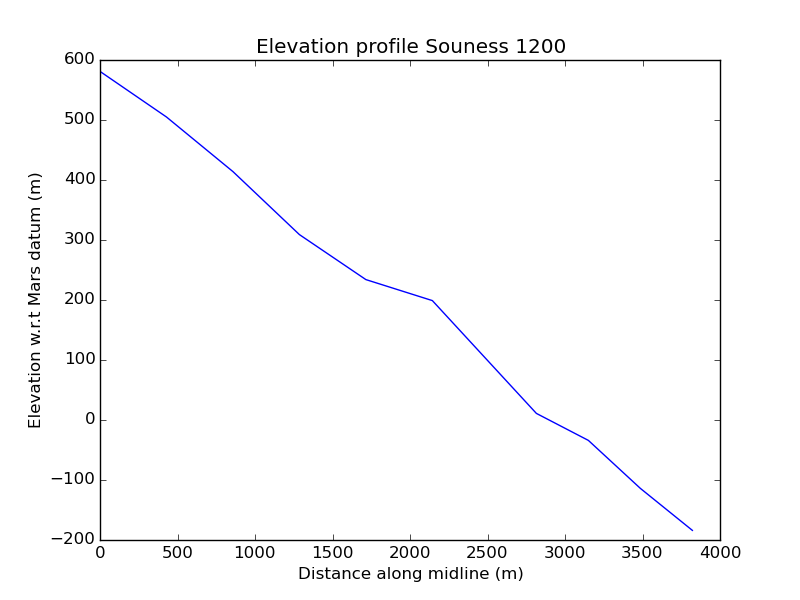 Elevation profile Souness 1200
600
500
400
300
200
100
0
−100
−200
Elevation w.r.t Mars datum (m)
0 500 1000 1500 2000 2500 3000 3500 4000
Distance along midline (m)